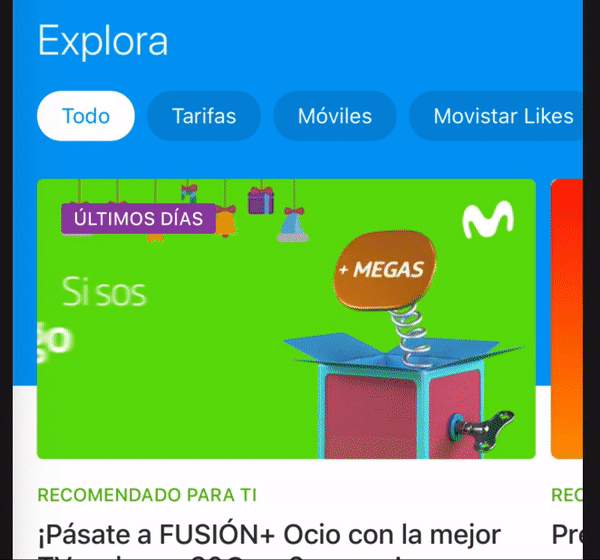 Explora
Todo
Tarifas
Móviles
Movistar Likes
ÚLTIMOS DÍAS
+ MEGAS
Si sos
go
RECOMENDADO PARA TI
REC
¡Pásate a FUSIÓN+ Ocio con la mejor
Pre